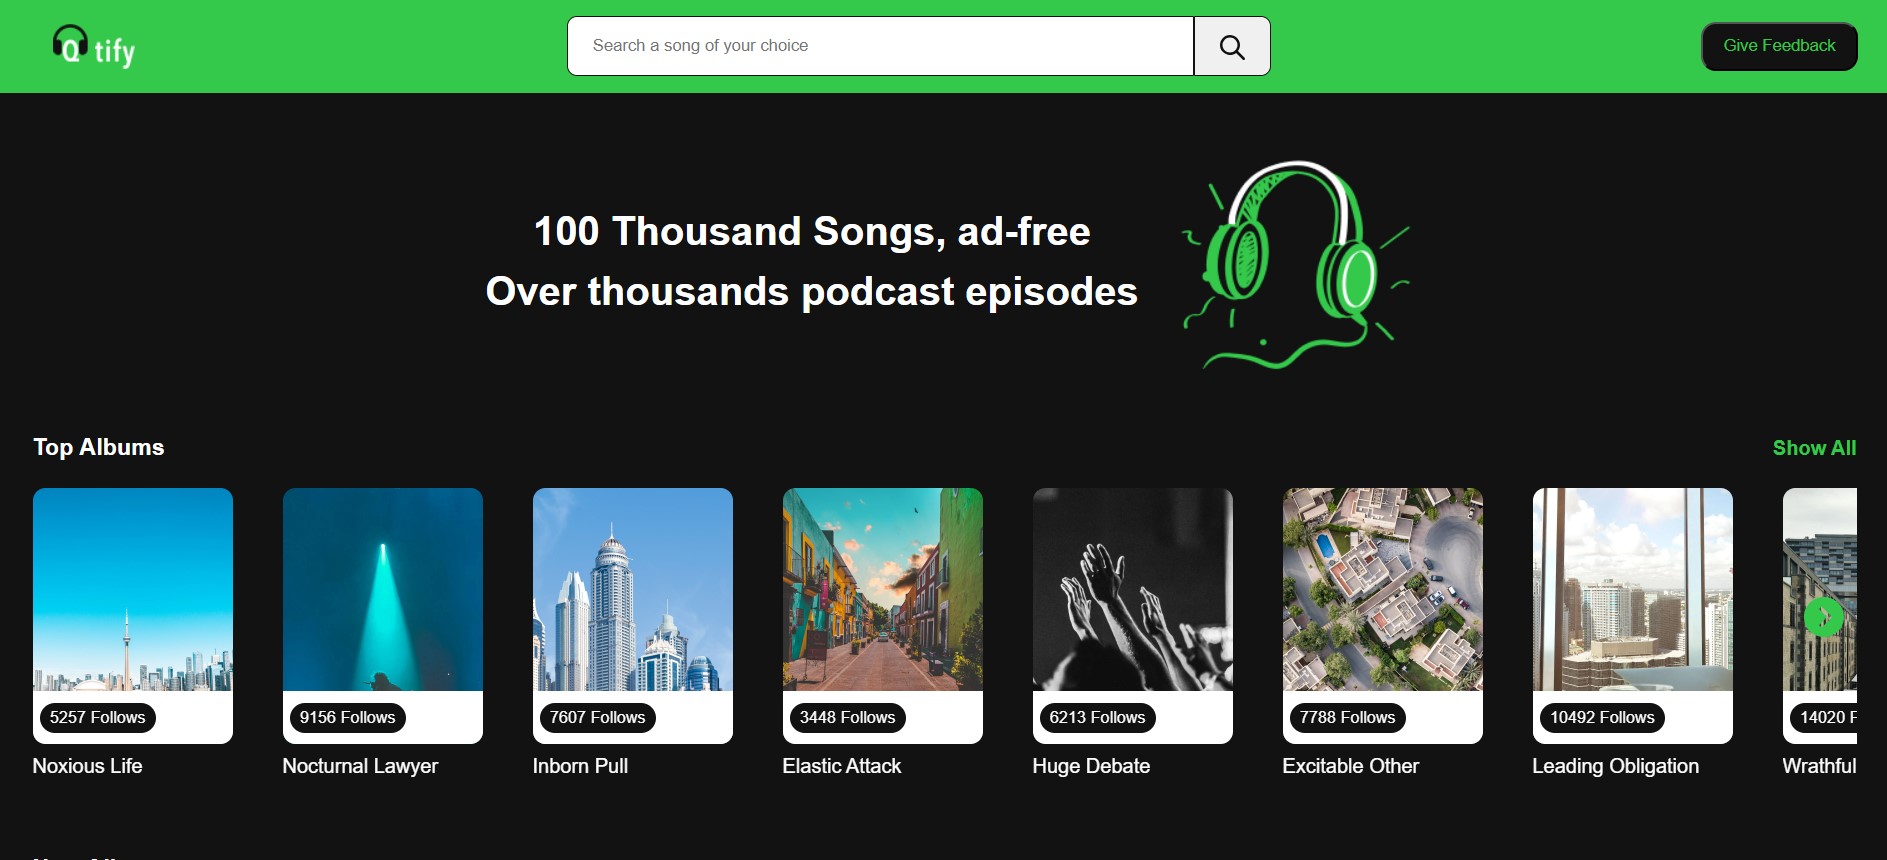 Qtify
Search a song of your choice
Give Feedback
100 Thousand Songs, ad-free
Over thousands podcast episodes
Top Albums
Show All
5257 Follows
9156 Follows
7607 Follows
3448 Follows
6213 Follows
7788 Follows
10492 Follows
14020 F
Noxious Life
Nocturnal Lawyer
Inborn Pull
Elastic Attack
Huge Debate
Excitable Other
Leading Obligation
Wrathful